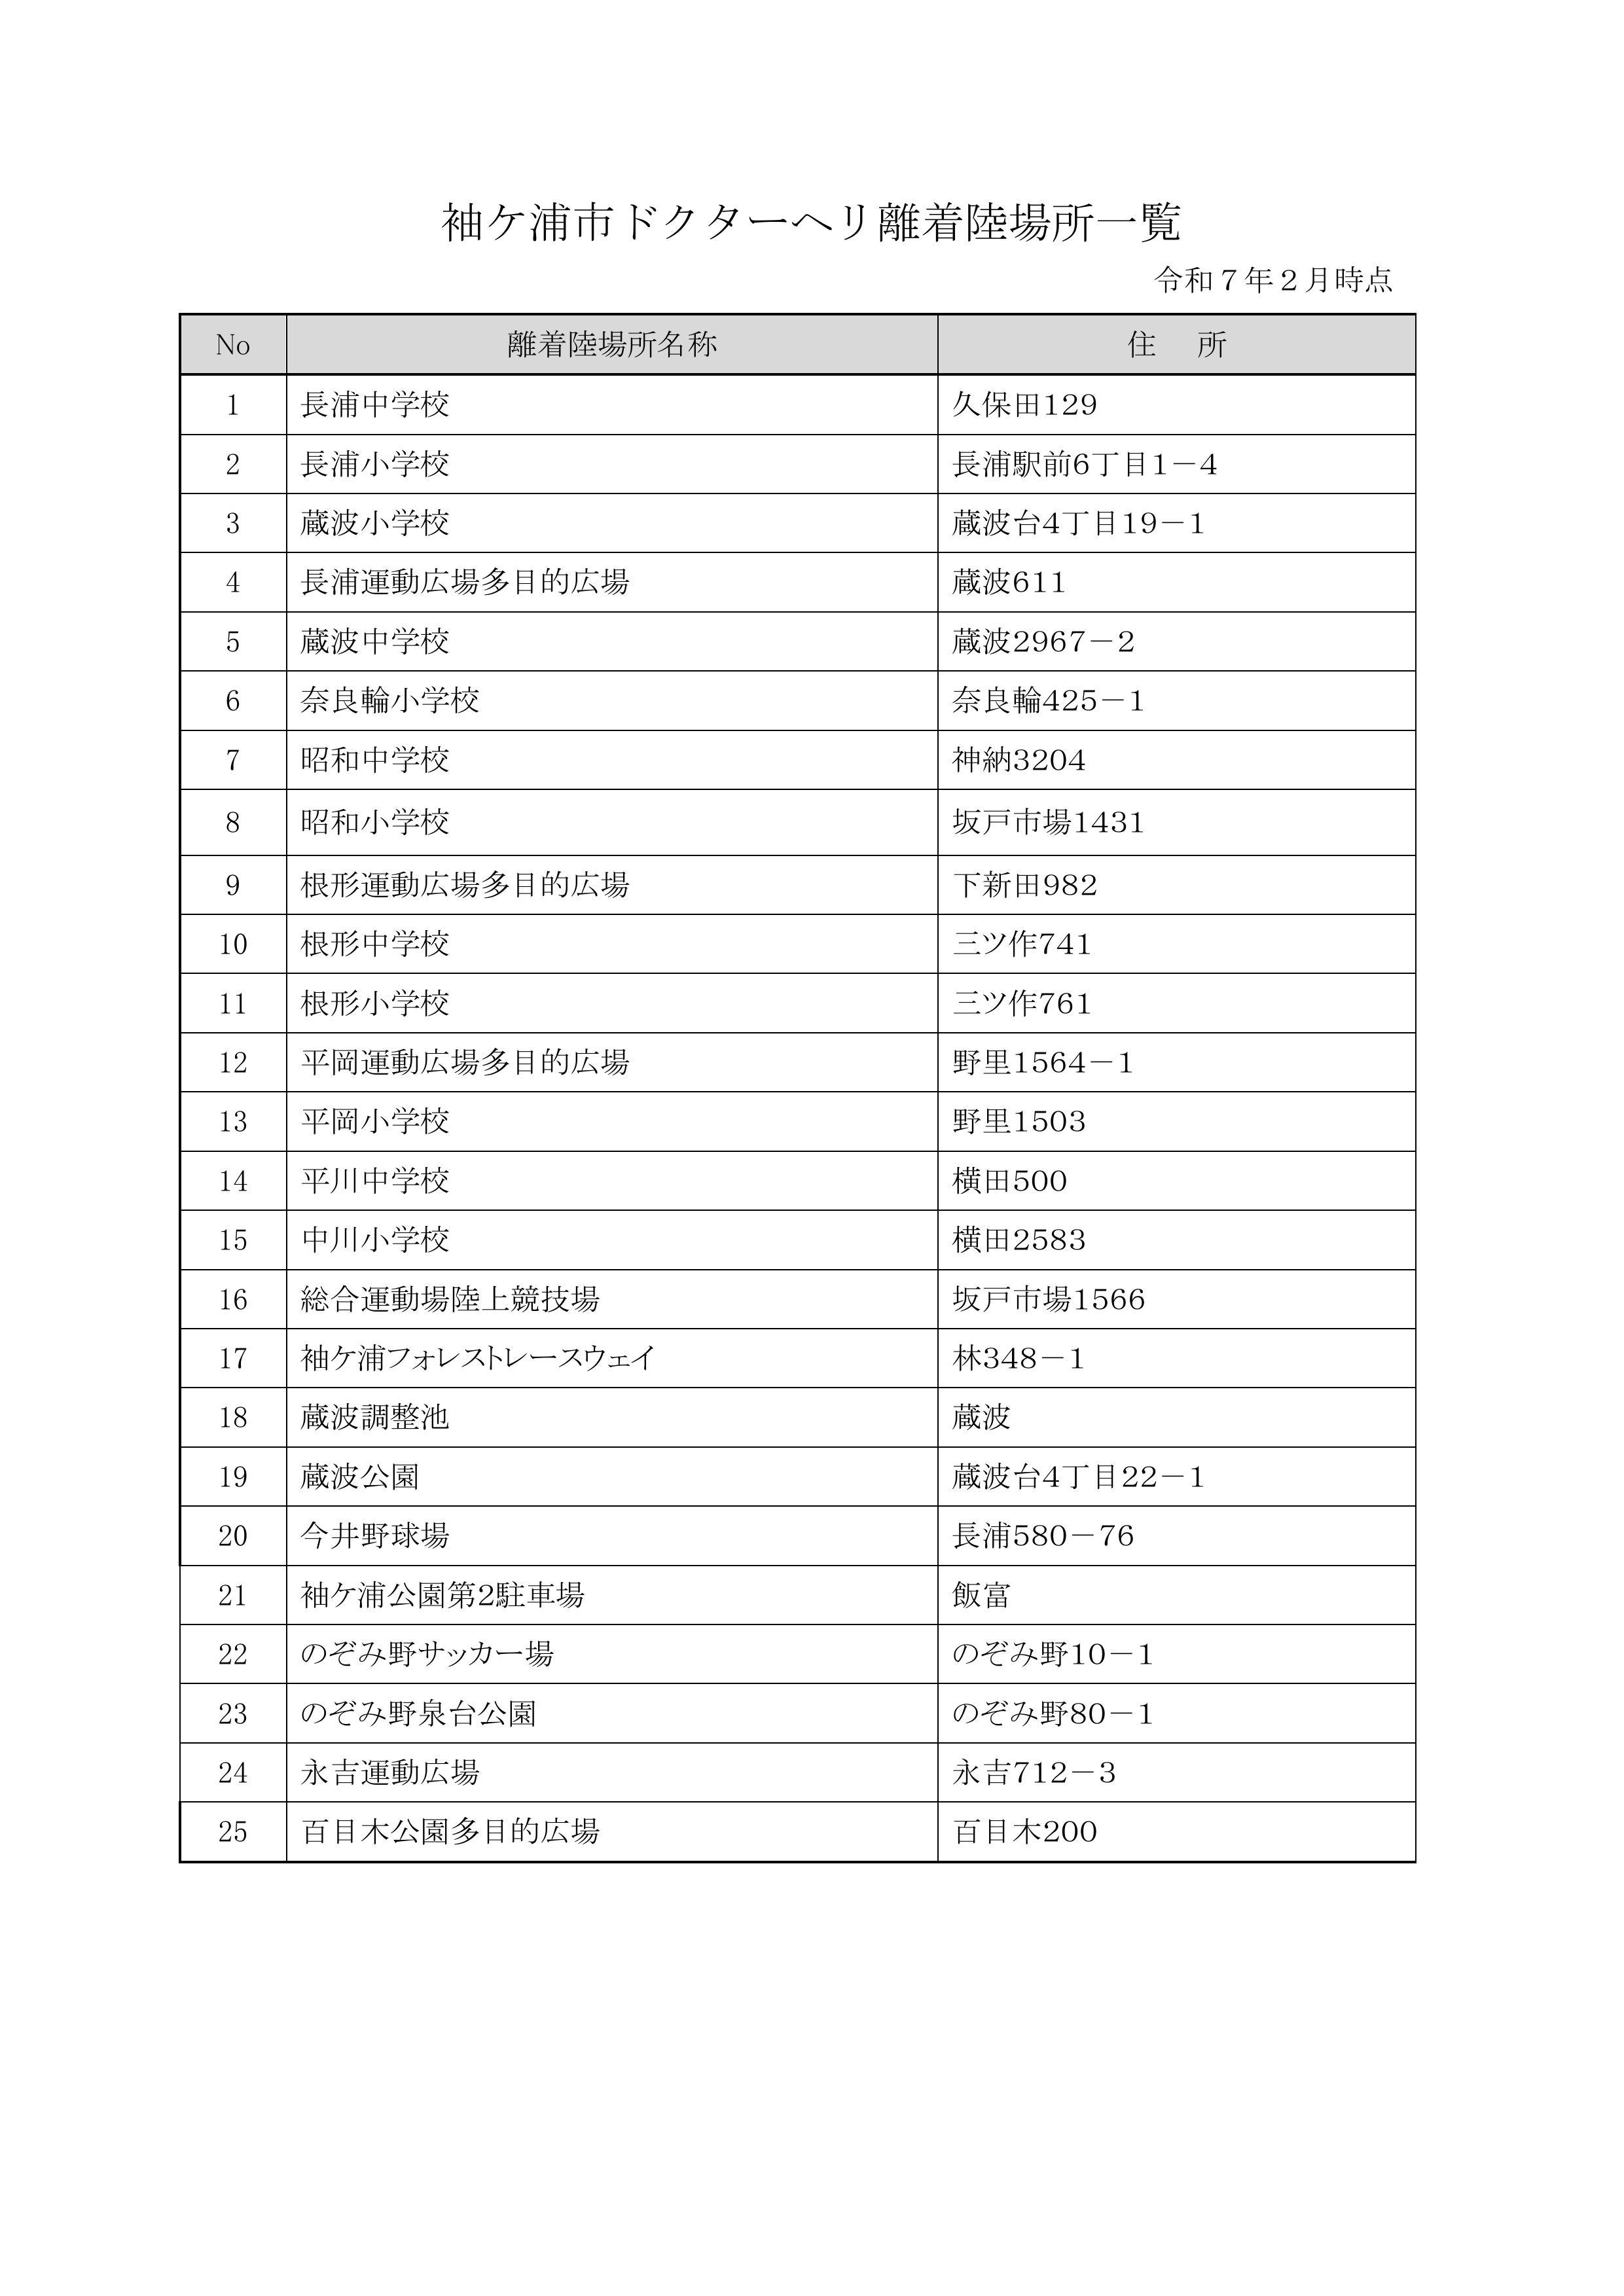 袖ケ浦市ドクターヘリ離着陸場所一覧
令和７年２月時点
No 離着陸場所名称 住　所
1 長浦中学校 久保田129
2 長浦小学校 長浦駅前6丁目1－4
3 蔵波小学校 蔵波台4丁目19－1
4 長浦運動広場多目的広場 蔵波611
5 蔵波中学校 蔵波2967－2
6 奈良輪小学校 奈良輪425－1
7 昭和中学校 神納3204
8 昭和小学校 坂戸市場1431
9 根形運動広場多目的広場 下新田982
10 根形中学校 三ツ作741
11 根形小学校 三ツ作761
12 平岡運動広場多目的広場 野里1564－1
13 平岡小学校 野里1503
14 平川中学校 横田500
15 中川小学校 横田2583
16 総合運動場陸上競技場 坂戸市場1566
17 袖ケ浦フォレストレースウェイ 林348－1
18 蔵波調整池 蔵波
19 蔵波公園 蔵波台4丁目22－1
20 今井野球場 長浦580－76
21 袖ケ浦公園第2駐車場 飯富
22 のぞみ野サッカー場 のぞみ野10－1
23 のぞみ野泉台公園 のぞみ野80－1
24 永吉運動広場 永吉712－3
25 百目木公園多目的広場 百目木200